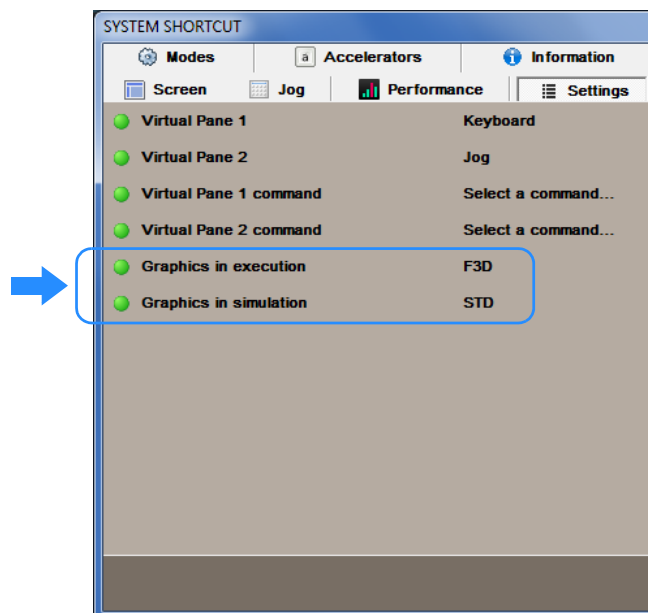 SYSTEM SHORTCUT
Modes a Accelerators i Information
Screen Jog Performance Settings
Virtual Pane 1 Keyboard
Virtual Pane 2 Jog
Virtual Pane 1 command Select a command...
Virtual Pane 2 command Select a command...
Graphics in execution F3D
Graphics in simulation STD